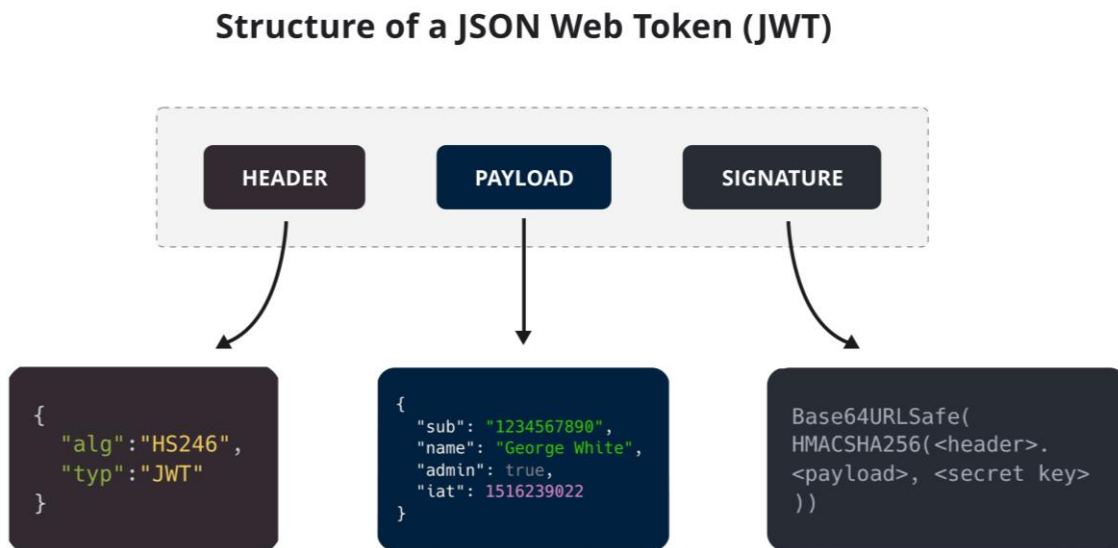 Structure of a JSON Web Token (JWT)
HEADER
PAYLOAD
SIGNATURE
{
"alg":"HS246",
"typ":"JWT"
}
{
"sub": "1234567890",
"name": "George White",
"admin": true,
"iat": 1516239022
}
Base64URLSafe(
HMACSHA256(<header>.
<payload>, <secret key>
))